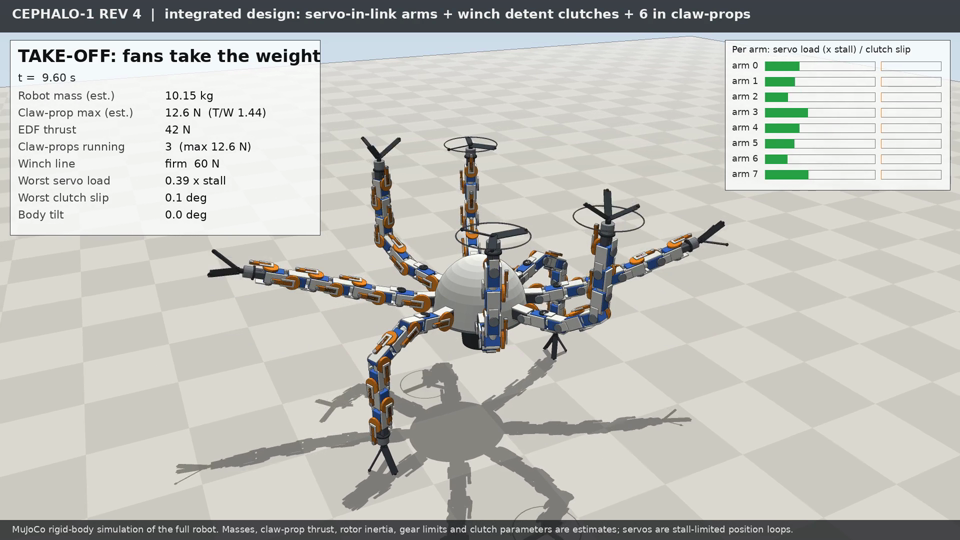 CEPHALO-1 REV 4 | integrated design: servo-in-link arms + winch detent clutches + 6 in claw-props
TAKE-OFF: fans take the weight
t = 9.60 s
Robot mass (est.) 10.15 kg
Claw-prop max (est.) 12.6 N (T/W 1.44)
EDF thrust 42 N
Claw-props running 3 (max 12.6 N)
Winch line firm 60 N
Worst servo load 0.39 x stall
Worst clutch slip 0.1 deg
Body tilt 0.0 deg
Per arm: servo load (x stall) / clutch slip
arm 0
arm 1
arm 2
arm 3
arm 4
arm 5
arm 6
arm 7
MuJoCo rigid-body simulation of the full robot. Masses, claw-prop thrust, rotor inertia, gear limits and clutch parameters are estimates; servos are stall-limited position loops.